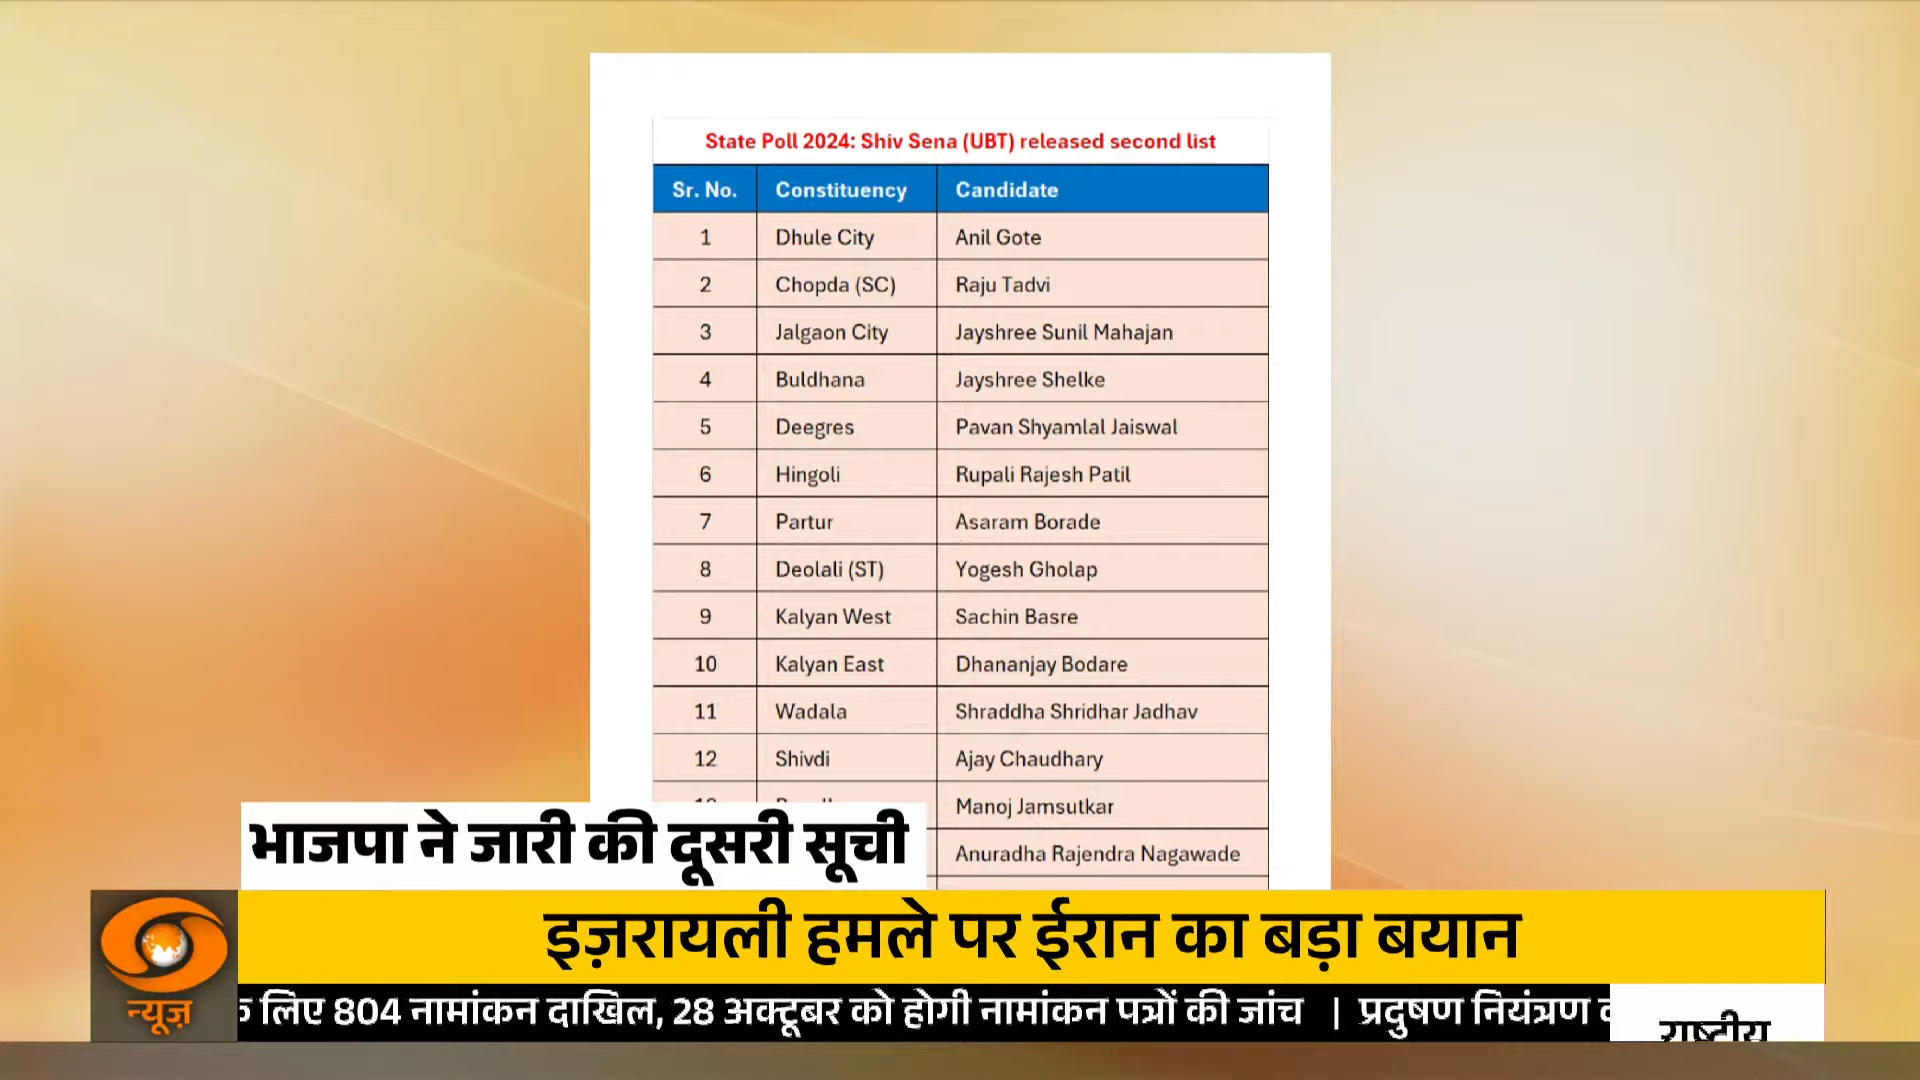 State Poll 2024: Shiv Sena (UBT) released second list
Sr. No. Constituency Candidate
1 Dhule City Anil Gote
2 Chopda (SC) Raju Tadvi
3 Jalgaon City Jayshree Sunil Mahajan
4 Buldhana Jayshree Shelke
5 Deegres Pavan Shyamlal Jaiswal
6 Hingoli Rupali Rajesh Patil
7 Partur Asaram Borade
8 Deolali (ST) Yogesh Gholap
9 Kalyan West Sachin Basre
10 Kalyan East Dhananjay Bodare
11 Wadala Shraddha Shridhar Jadhav
12 Shivdi Ajay Chaudhary
Manoj Jamsutkar
Anuradha Rajendra Nagawade
भाजपा ने जारी की दूसरी सूची
इज़रायली हमले पर ईरान का बड़ा बयान
न्यूज़
लिए 804 नामांकन दाखिल, 28 अक्टूबर को होगी नामांकन पत्रों की जांच | प्रदुषण नियंत्रण
राष्ट्रीय